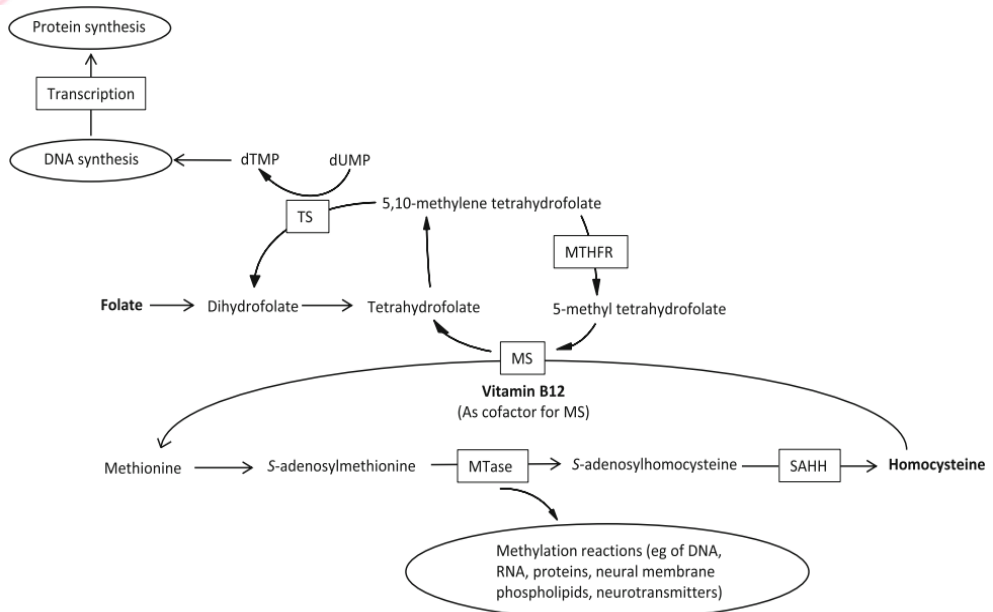 Protein synthesis
Transcription
DNA synthesis
dTMP
dUMP
TS
5,10-methylene tetrahydrofolate
MTHFR
Folate
Dihydrofolate
Tetrahydrofolate
5-methyl tetrahydrofolate
MS
Vitamin B12
(As cofactor for MS)
Methionine
S-adenosylmethionine
MTase
S-adenosylhomocysteine
SAHH
Homocysteine
Methylation reactions (eg of DNA,
RNA, proteins, neural membrane
phospholipids, neurotransmitters)